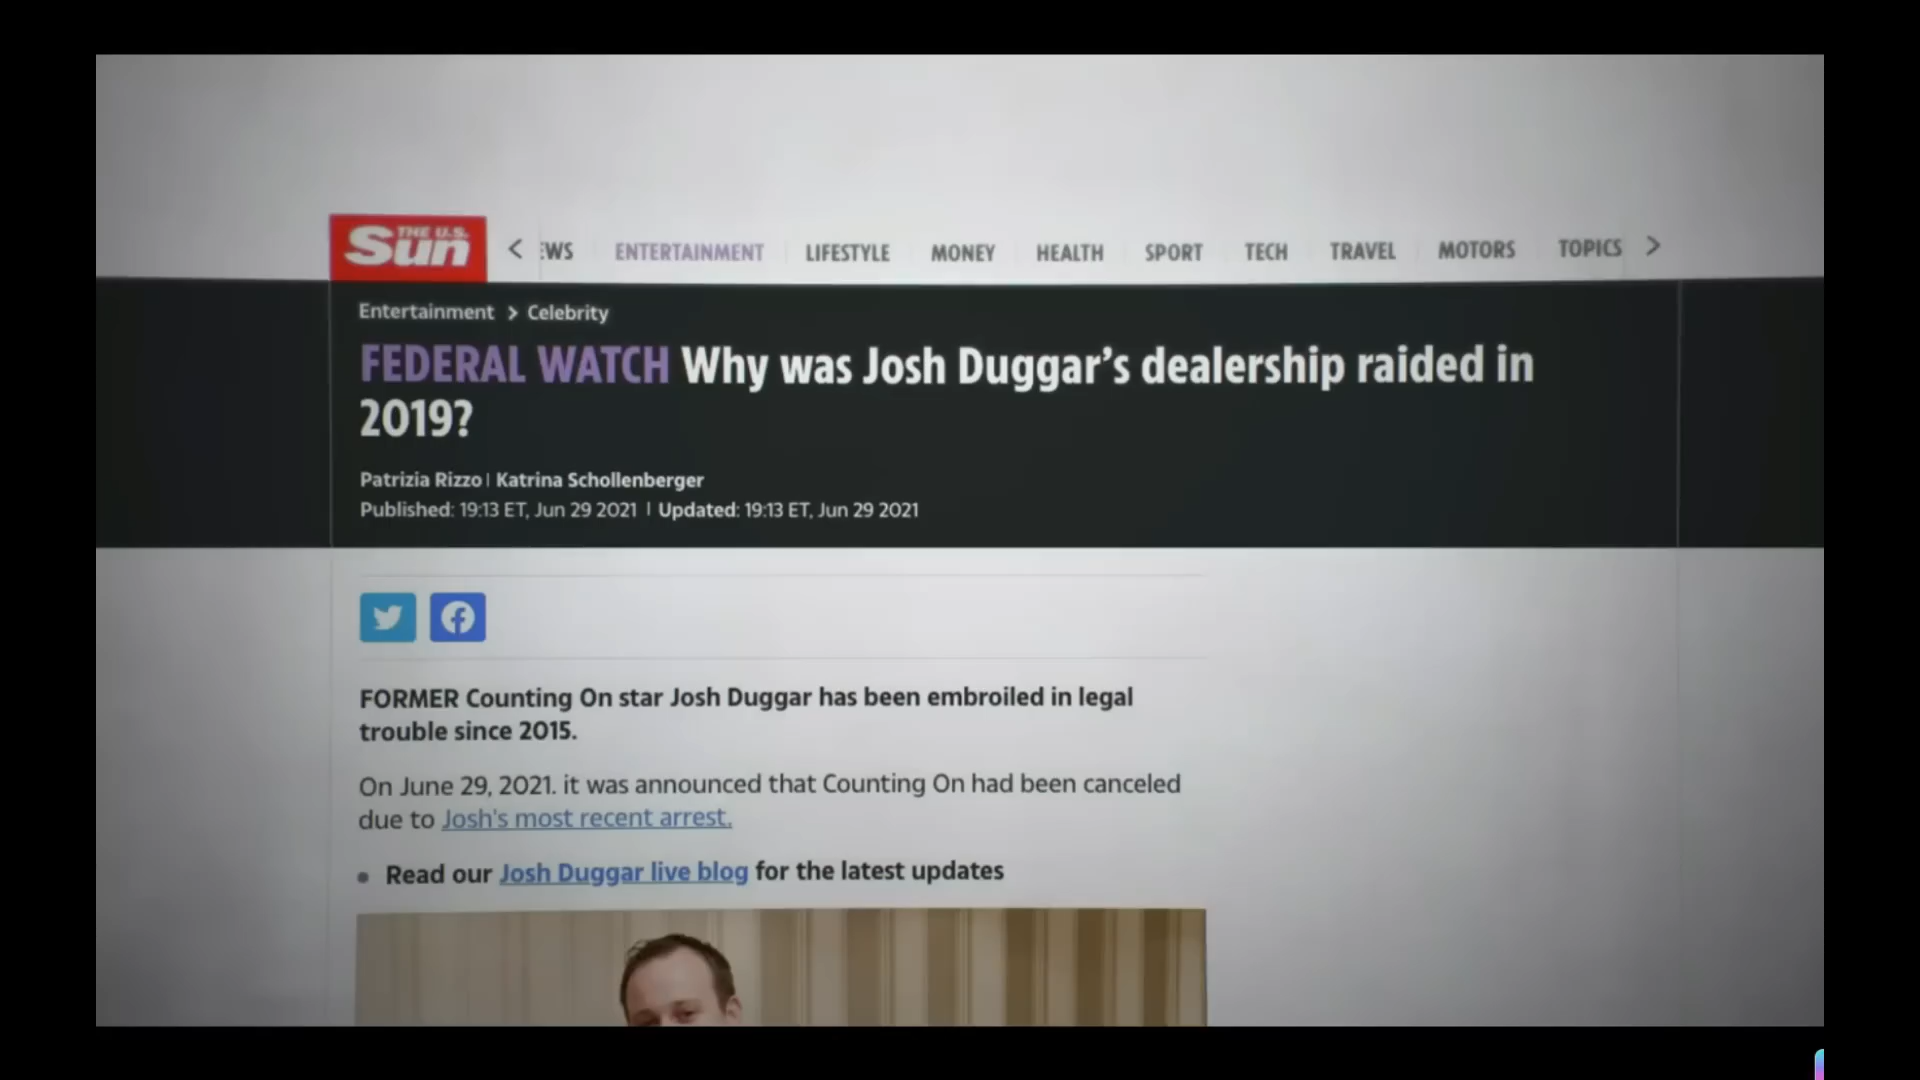 THE U.S.
Sun
EWS ENTERTAINMENT LIFESTYLE MONEY HEALTH SPORT TECH TRAVEL MOTORS TOPICS
Entertainment > Celebrity
FEDERAL WATCH Why was Josh Duggar’s dealership raided in
2019?
Patrizia Rizzo | Katrina Schollenberger
Published: 19:13 ET, Jun 29 2021 | Updated: 19:13 ET, Jun 29 2021
FORMER Counting On star Josh Duggar has been embroiled in legal
trouble since 2015.
On June 29, 2021. it was announced that Counting On had been canceled
due to Josh's most recent arrest.
Read our Josh Duggar live blog for the latest updates